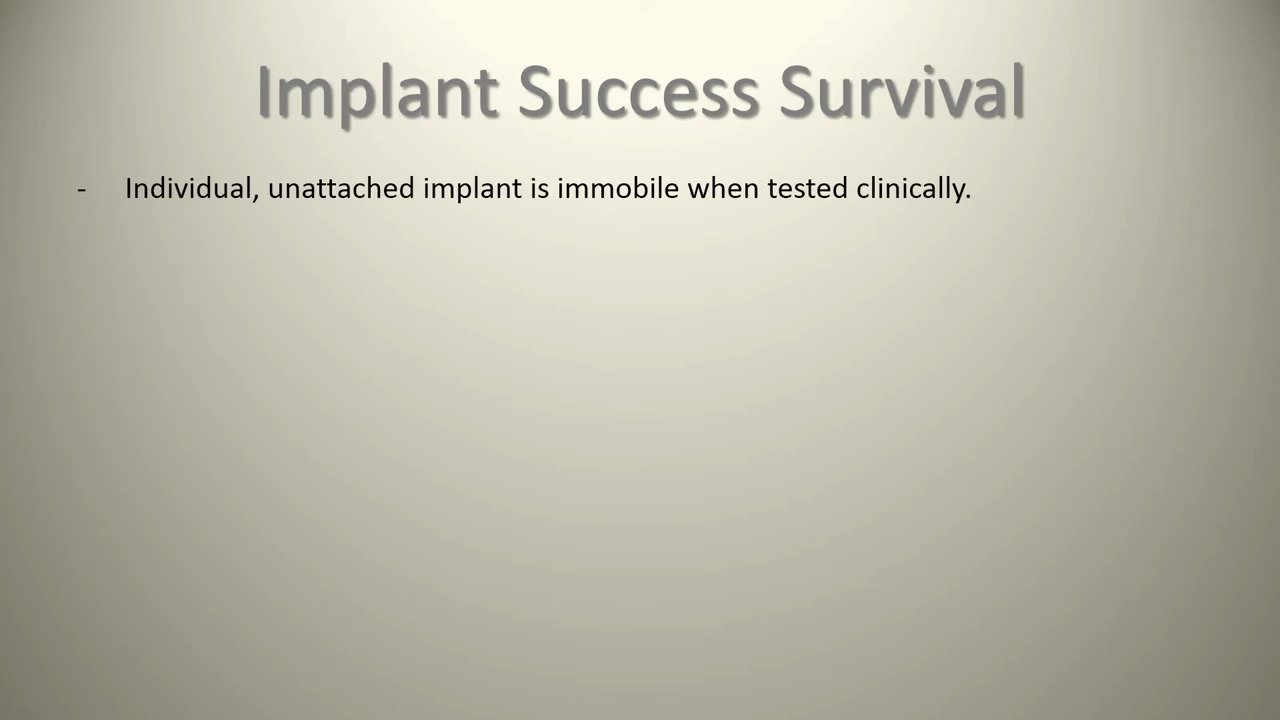 Implant Success Survival
- Individual, unattached implant is immobile when tested clinically.